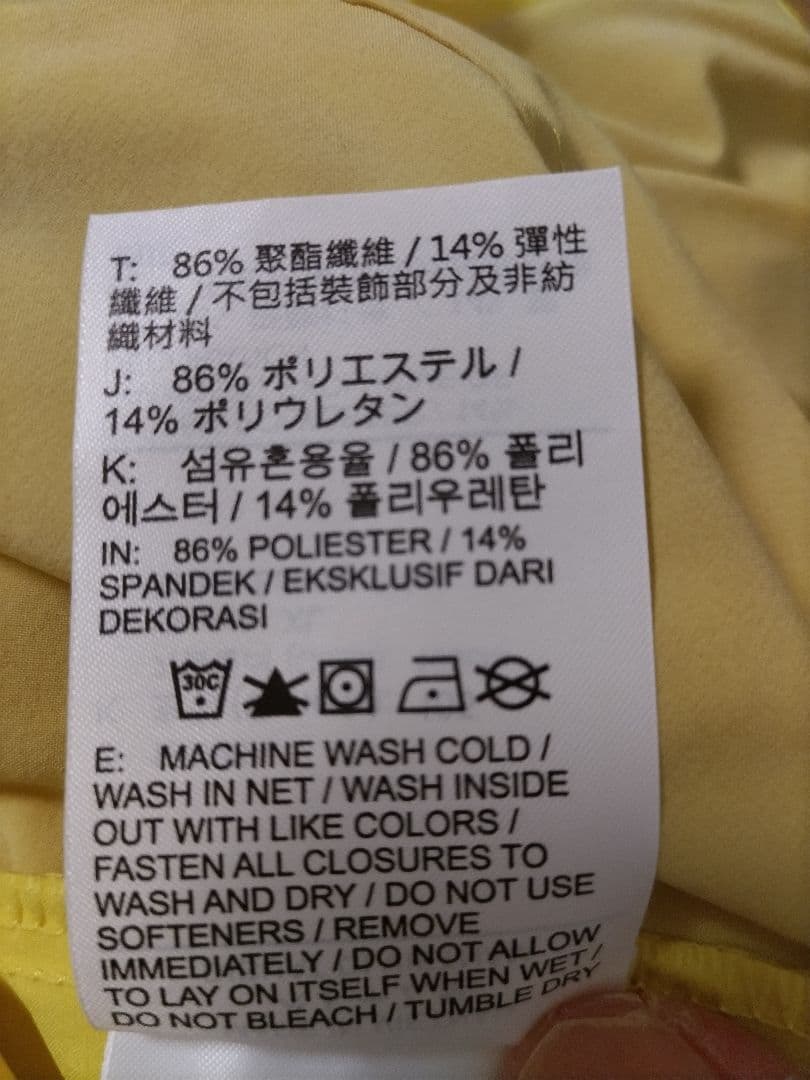 T: 86% 聚酯纖維 / 14% 彈性
纖維 / 不包括裝飾部分及非紡
織材料
J: 86% ポリエステル /
14% ポリウレタン
K: 섬유혼용율 / 86% 폴리
에스터 / 14% 폴리우레탄
IN: 86% POLIESTER / 14%
SPANDEK / EKSKLUSIF DARI
DEKORASI
30C
E: MACHINE WASH COLD /
WASH IN NET / WASH INSIDE
OUT WITH LIKE COLORS /
FASTEN ALL CLOSURES TO
WASH AND DRY / DO NOT USE
SOFTENERS / REMOVE
IMMEDIATELY / DO NOT ALLOW
TO LAY ON ITSELF WHEN WET /
DO NOT BLEACH / TUMBLE DRY